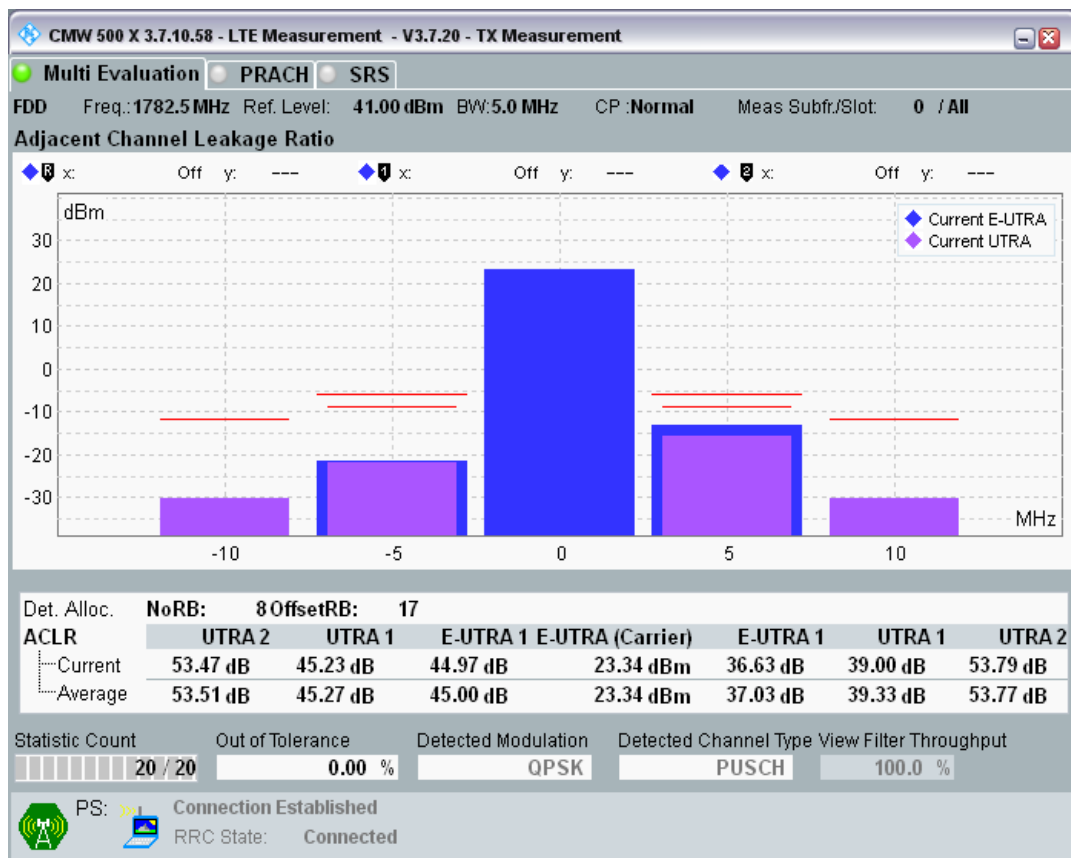 CMW 500 X 3.7.10.58 - LTE Measurement - V3.7.20 - TX Measurement
Multi Evaluation PRACH SRS
FDD Freq.:1782.5 MHz Ref. Level: 41.00 dBm BW:5.0 MHz CP :Normal Meas Subfr./Slot: 0 / All
Adjacent Channel Leakage Ratio
R x: Off y: --- 1 x: Off y: --- 2 x: Off y: ---
dBm
Current E-UTRA
Current UTRA
30
20
10
0
-10
-20
-30
MHz
-10 -5 0 5 10
Det. Alloc. NoRB: 8 OffsetRB: 17
ACLR UTRA 2 UTRA 1 E-UTRA 1 E-UTRA (Carrier) E-UTRA 1 UTRA 1 UTRA 2
Current 53.47 dB 45.23 dB 44.97 dB 23.34 dBm 36.63 dB 39.00 dB 53.79 dB
Average 53.51 dB 45.27 dB 45.00 dB 23.34 dBm 37.03 dB 39.33 dB 53.77 dB
Statistic Count Out of Tolerance Detected Modulation Detected Channel Type View Filter Throughput
20 / 20 0.00 % QPSK PUSCH 100.0 %
PS: Connection Established
RRC State: Connected